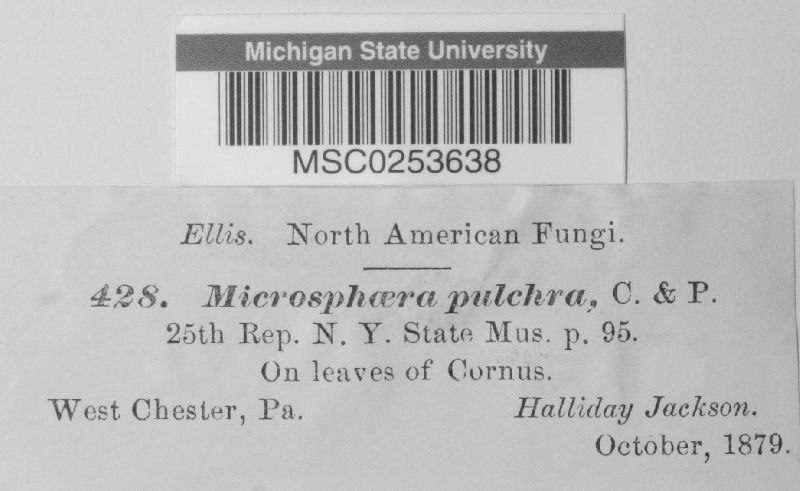 Michigan State University
MSC0253638
Ellis. North American Fungi.
428. Microsphæra pulchra, C. & P.
25th Rep. N. Y. State Mus. p. 95.
On leaves of Cornus.
West Chester, Pa. Halliday Jackson.
October, 1879.